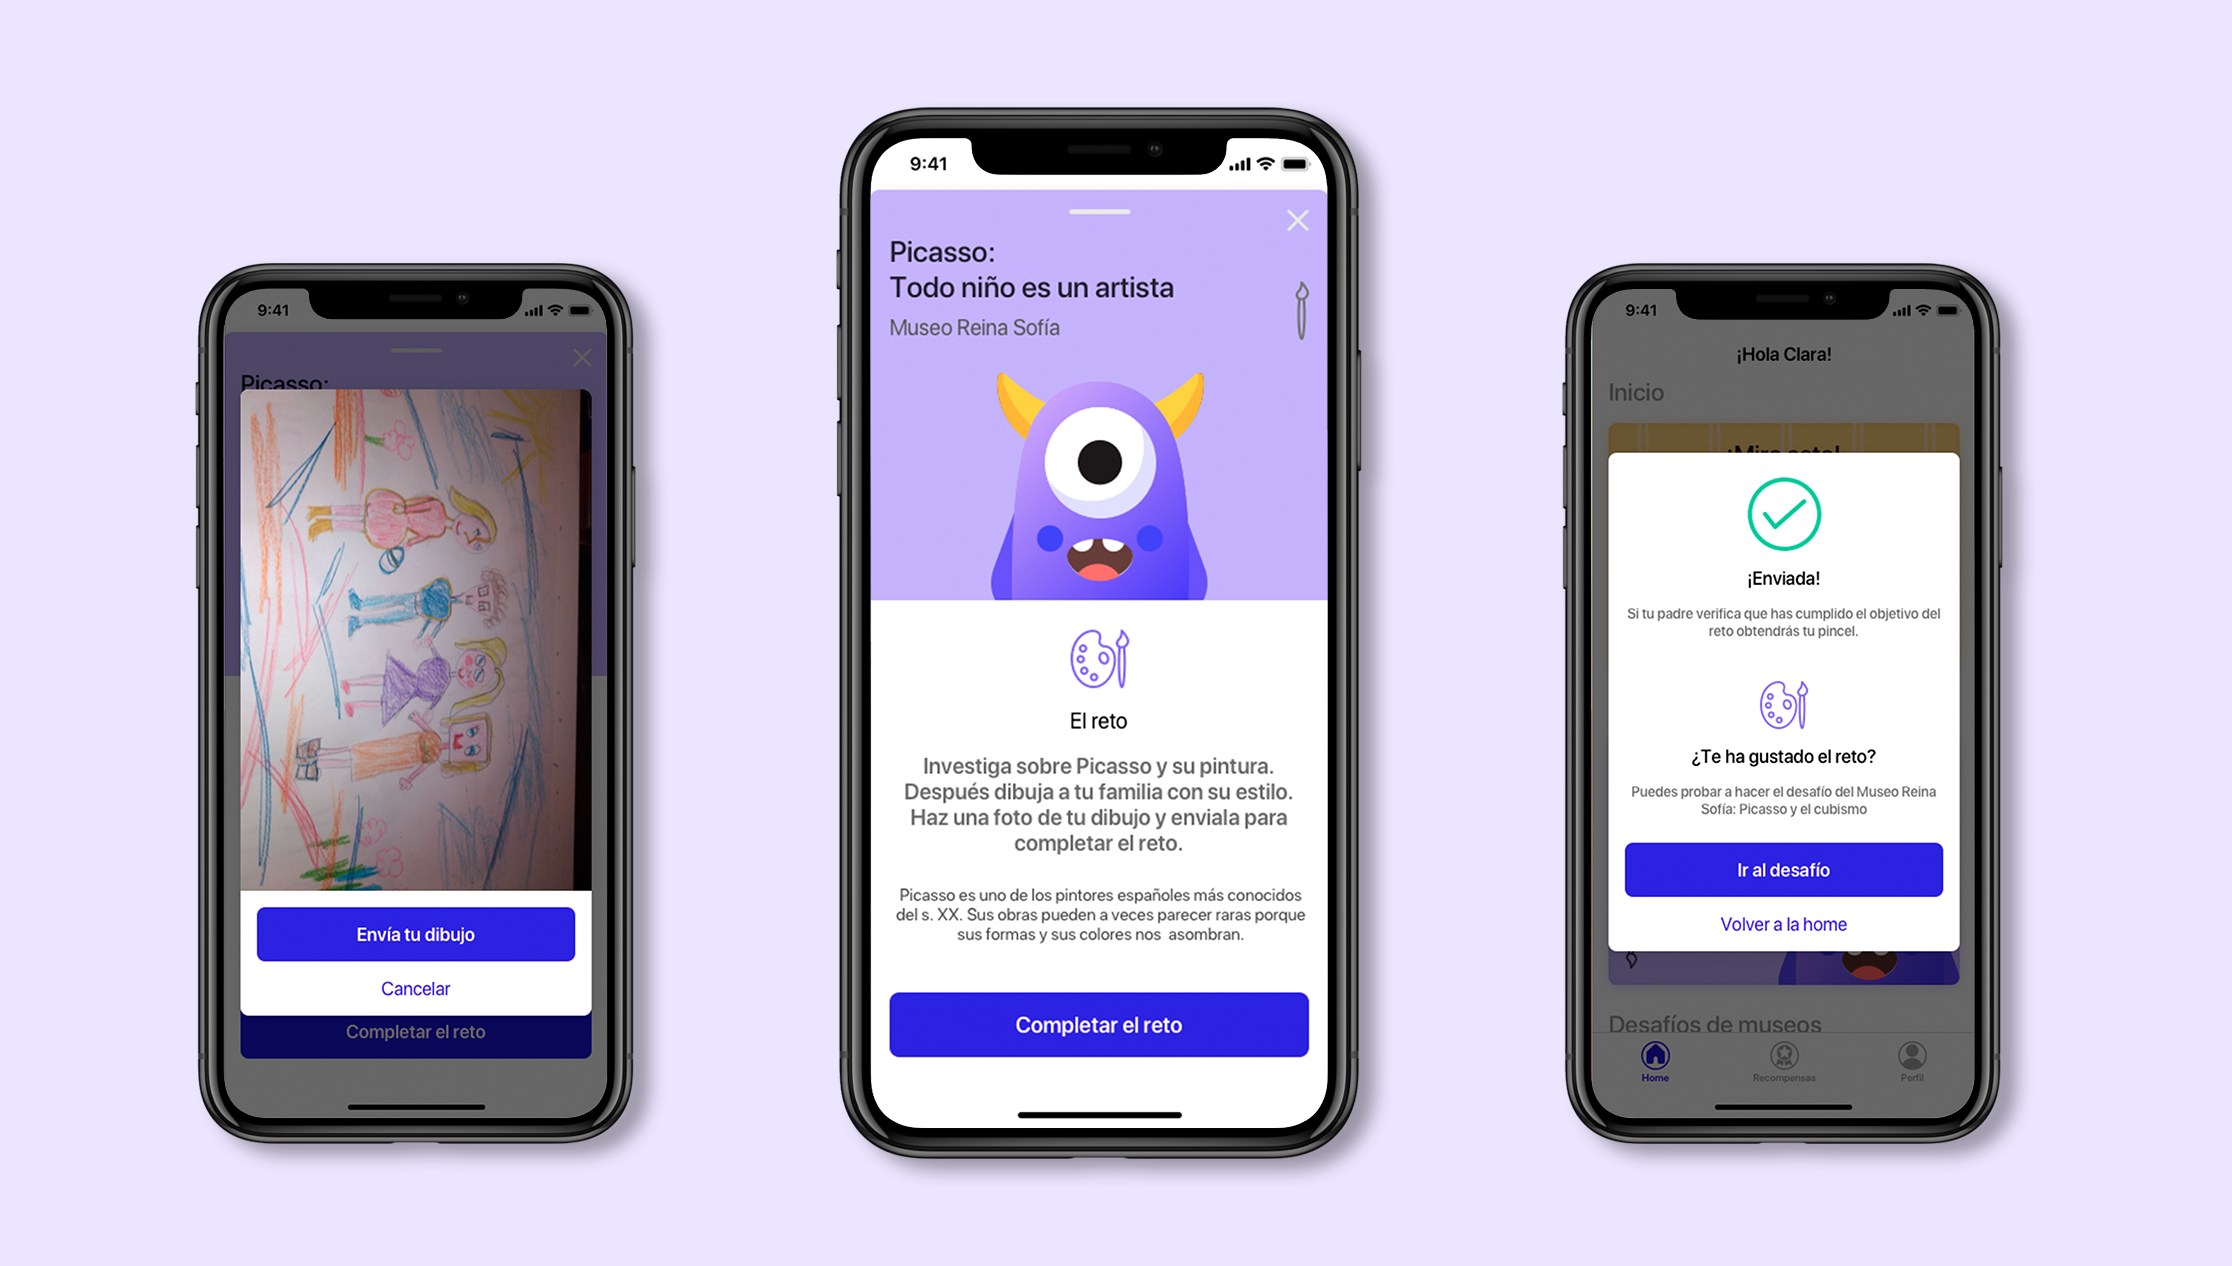 9:41
Picasso:
Envía tu dibujo
Cancelar
Completar el reto
9:41
Picasso:
Todo niño es un artista
Museo Reina Sofía
El reto
Investiga sobre Picasso y su pintura.
Después dibuja a tu familia con su estilo.
Haz una foto de tu dibujo y enviala para
completar el reto.
Picasso es uno de los pintores españoles más conocidos
del s. XX. Sus obras pueden a veces parecer raras porque
sus formas y sus colores nos asombran.
Completar el reto
9:41
¡Hola Clara!
Inicio
¡Mira esto!
¡Enviada!
Si tu padre verifica que has cumplido el objetivo del
reto obtendrás tu pincel.
¿Te ha gustado el reto?
Puedes probar a hacer el desafío del Museo Reina
Sofía: Picasso y el cubismo
Ir al desafío
Volver a la home
Desafíos de museos
Home
Recompensas
Perfil